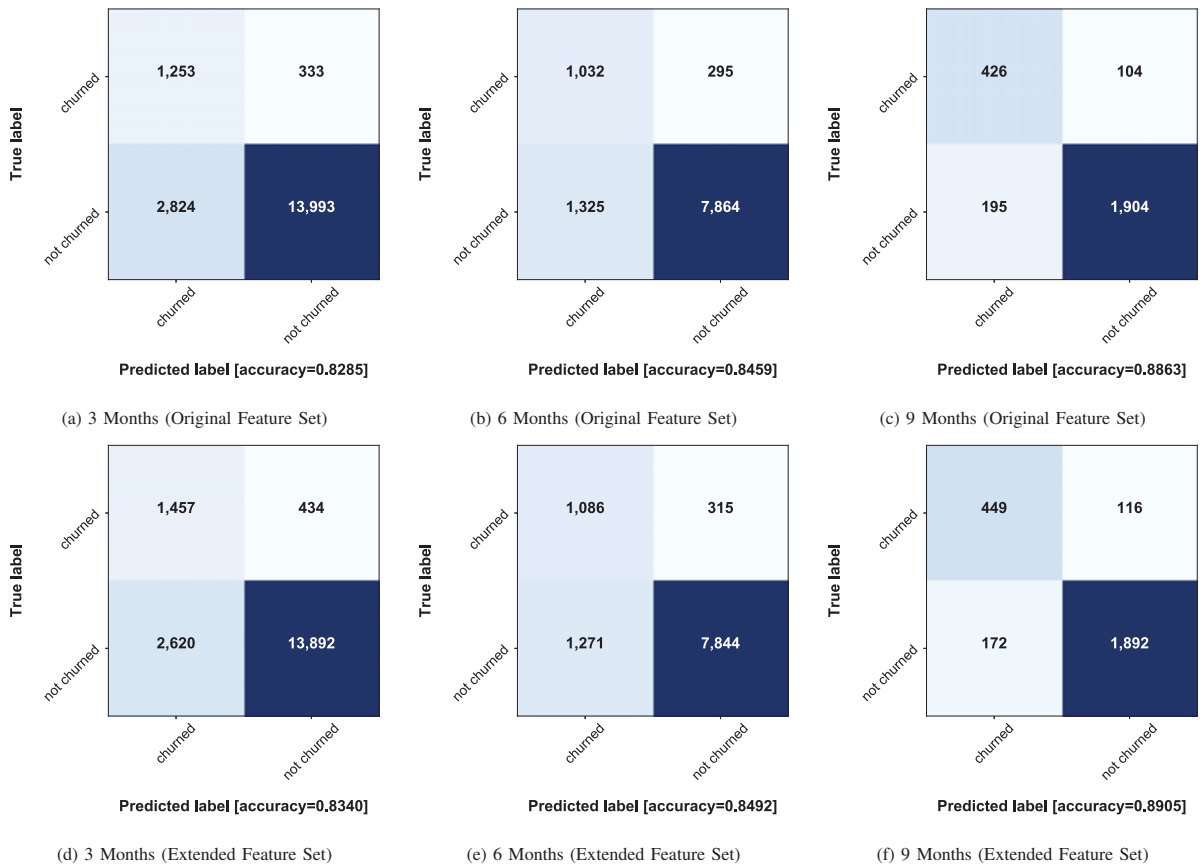 churned
1,253
333
True label
not churned
2,824
13,993
churned
not churned
Predicted label [accuracy=0.8285]
(a) 3 Months (Original Feature Set)
churned
1,032
295
True label
not churned
1,325
7,864
churned
not churned
Predicted label [accuracy=0.8459]
(b) 6 Months (Original Feature Set)
churned
426
104
True label
not churned
195
1,904
churned
not churned
Predicted label [accuracy=0.8863]
(c) 9 Months (Original Feature Set)
churned
1,457
434
True label
not churned
2,620
13,892
churned
not churned
Predicted label [accuracy=0.8340]
(d) 3 Months (Extended Feature Set)
churned
1,086
315
True label
not churned
1,271
7,844
churned
not churned
Predicted label [accuracy=0.8492]
(e) 6 Months (Extended Feature Set)
churned
449
116
True label
not churned
172
1,892
churned
not churned
Predicted label [accuracy=0.8905]
(f) 9 Months (Extended Feature Set)